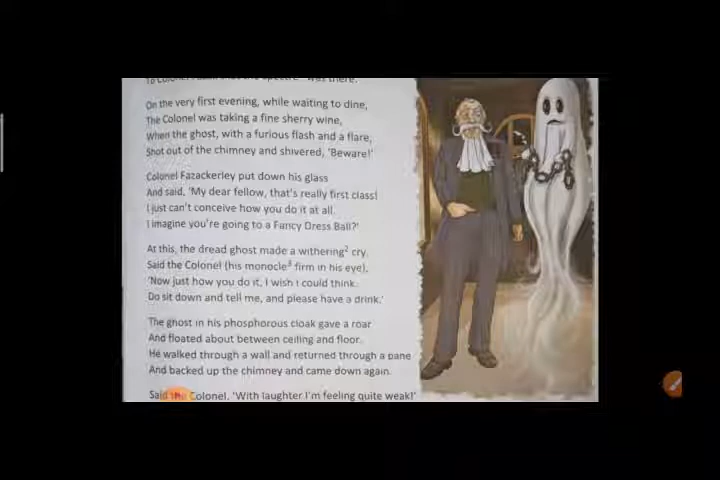 On the very first evening, while waiting to dine,
The Colonel was taking a fine sherry wine,
When the ghost, with a furious flash and a flare,
Shot out of the chimney and shivered, 'Beware!'
Colonel Fazackerley put down his glass
And said, 'My dear fellow, that's really first class!
I just can't conceive how you do it at all.
I imagine you're going to a Fancy Dress Ball?'
At this, the dread ghost made a withering² cry.
Said the Colonel (his monocle³ firm in his eye),
'Now just how you do it, I wish I could think.
Do sit down and tell me, and please have a drink.'
The ghost in his phosphorous cloak gave a roar
And floated about between ceiling and floor.
He walked through a wall and returned through a pane
And backed up the chimney and came down again.
Said the Colonel, 'With laughter I'm feeling quite weak!'